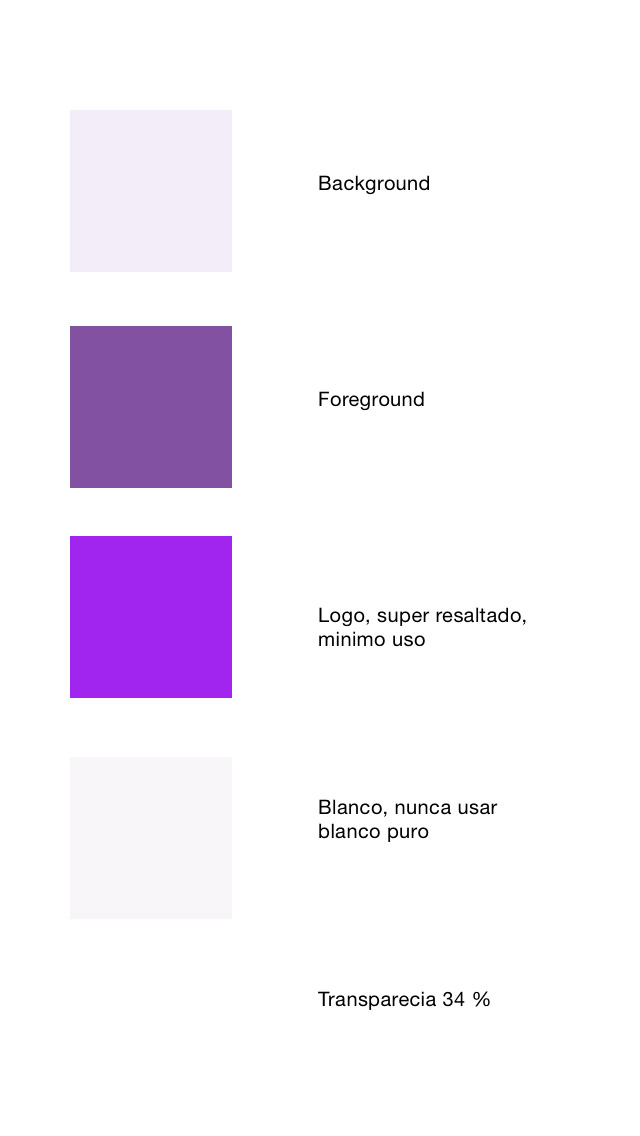 Background
Foreground
Logo, super resaltado,
minimo uso
Blanco, nunca usar
blanco puro
Transparecia 34 %